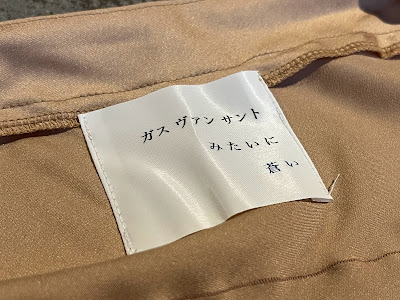 ガス ヴァン サント
みたいに
蒼い